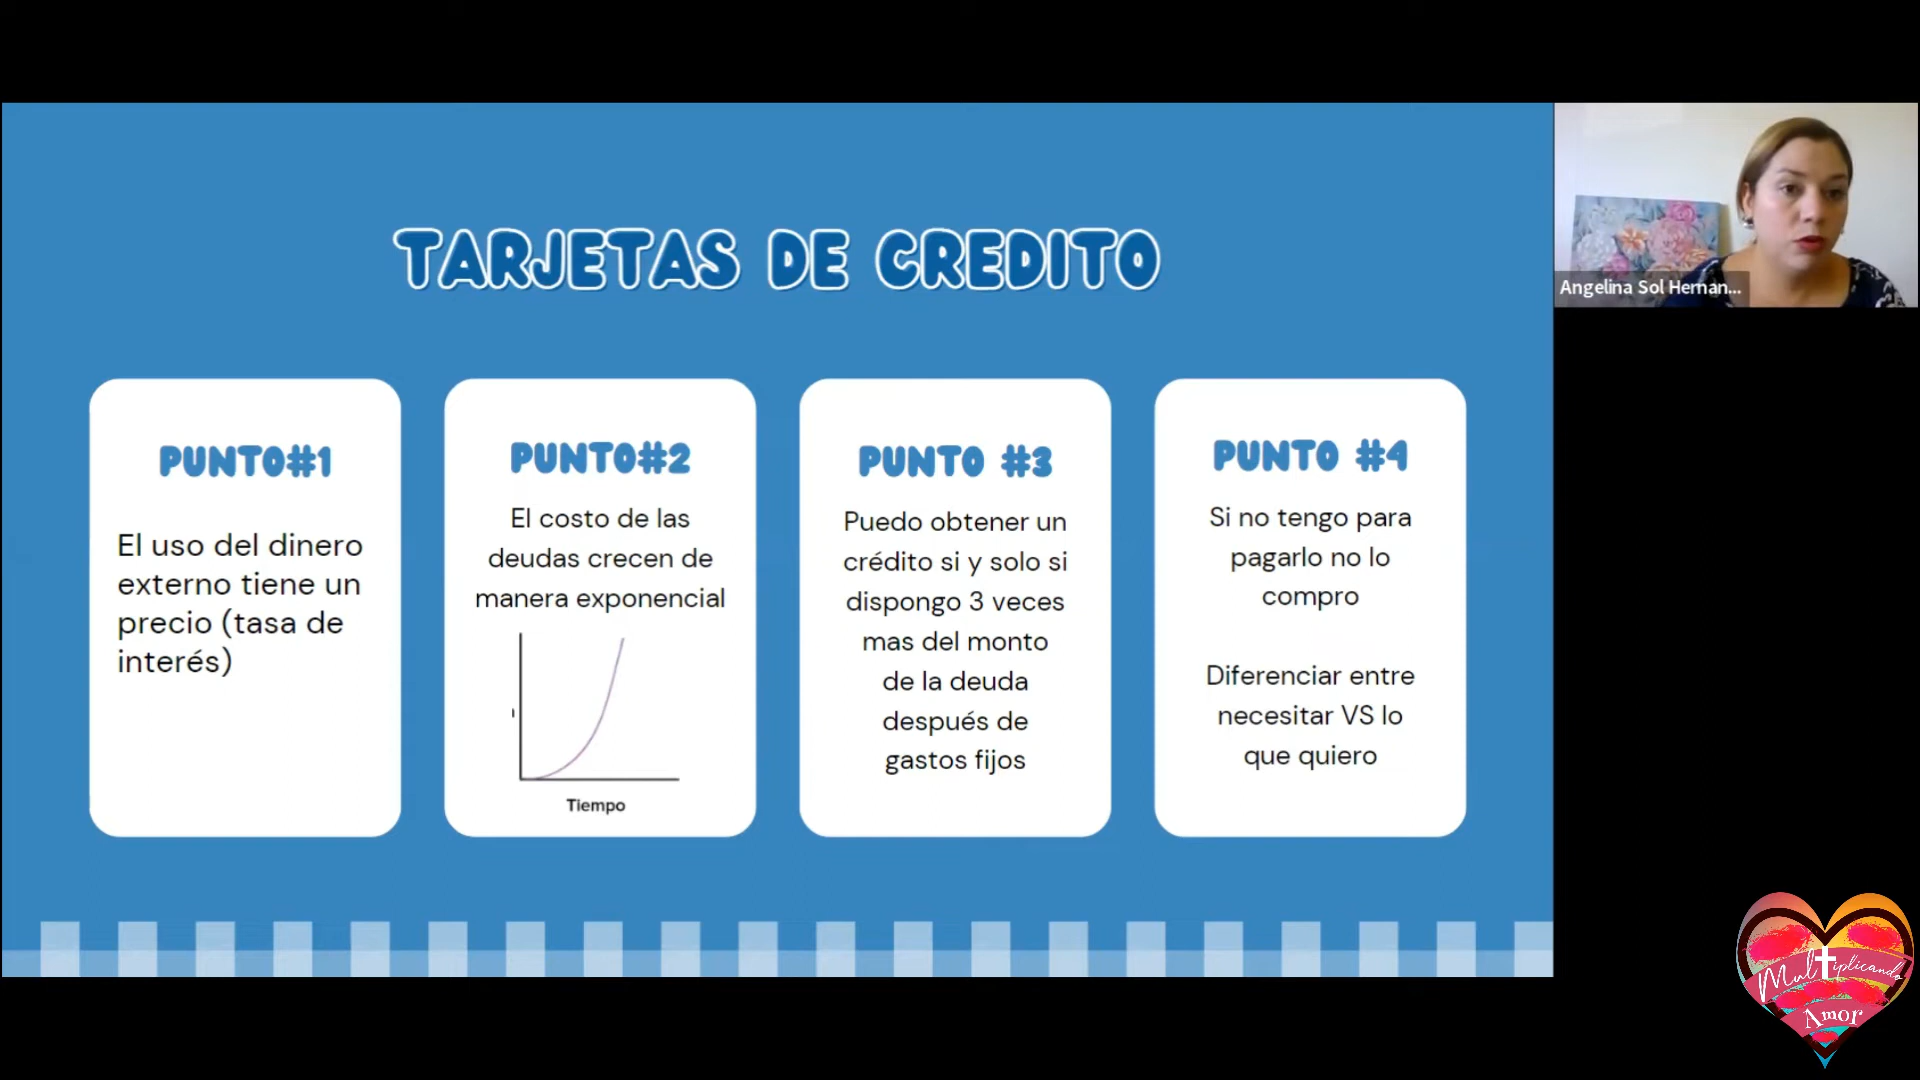 TARJETAS DE CREDITO
PUNTO#1
El uso del dinero
externo tiene un
precio (tasa de
interés)
PUNTO#2
El costo de las
deudas crecen de
manera exponencial
Tiempo
PUNTO #3
Puedo obtener un
crédito si y solo si
dispongo 3 veces
mas del monto
de la deuda
después de
gastos fijos
PUNTO #4
Si no tengo para
pagarlo no lo
compro
Diferenciar entre
necesitar VS lo
que quiero
Angelina Sol Hernan...
Multiplicando
Amor